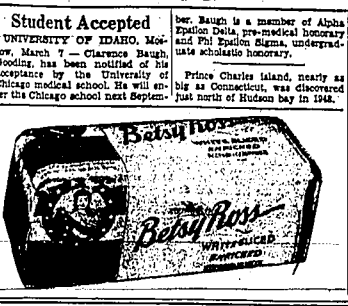 Student Accepted
UNIVERSITY OF IDAHO, Mos-
cow, March 7 — Clarence Baugh,
Gooding, has been notified of his
acceptance by the University of
Chicago medical school. He will en-
ter the Chicago school next Septem-
ber. Baugh is a member of Alpha
Epsilon Delta, pre-medical honorary
and Phi Epsilon Sigma, undergrad-
uate scholastic honorary.
Prince Charles island, nearly as
big as Connecticut, was discovered
just north of Hudson bay in 1948.
Betsy Ross
WHITE SLICED
ENRICHED
Betsy Ross
WHITE SLICED
ENRICHED